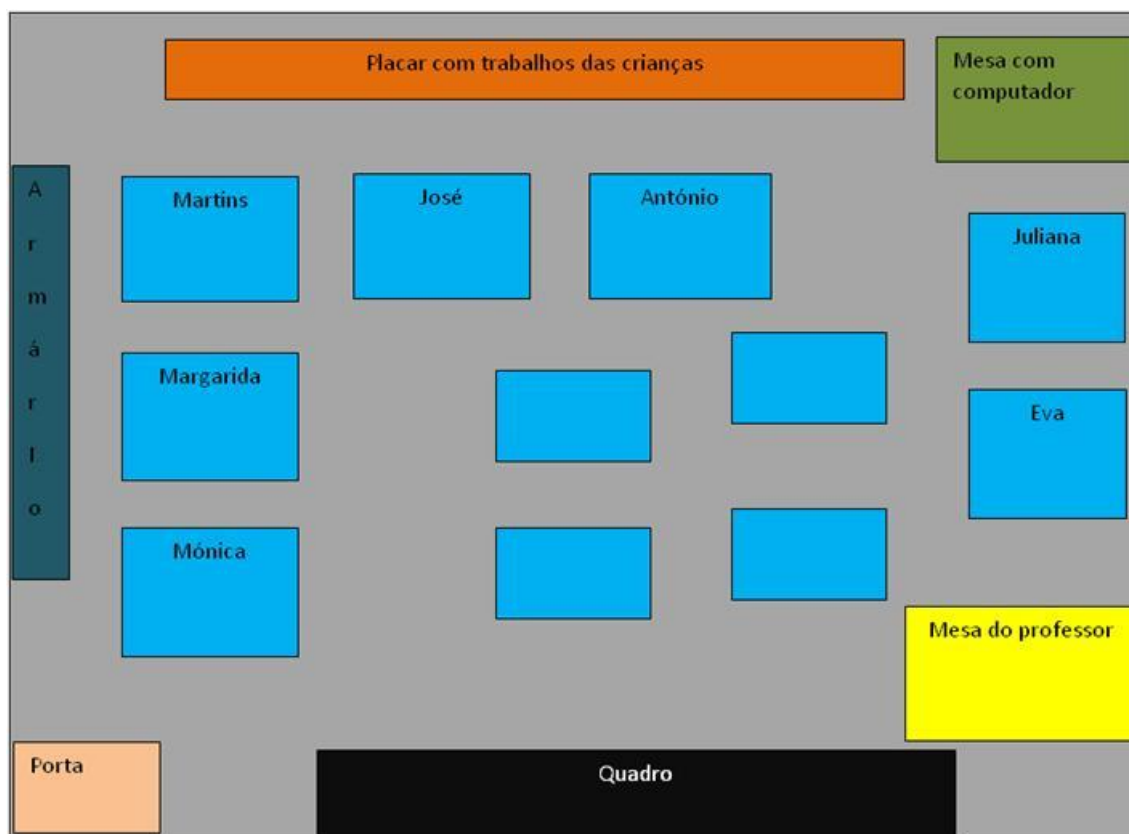 Placar com trabalhos das crianças
Mesa com
computador
Armário
Martins
José
António
Juliana
Margarida
Eva
Mónica
Mesa do professor
Porta
Quadro